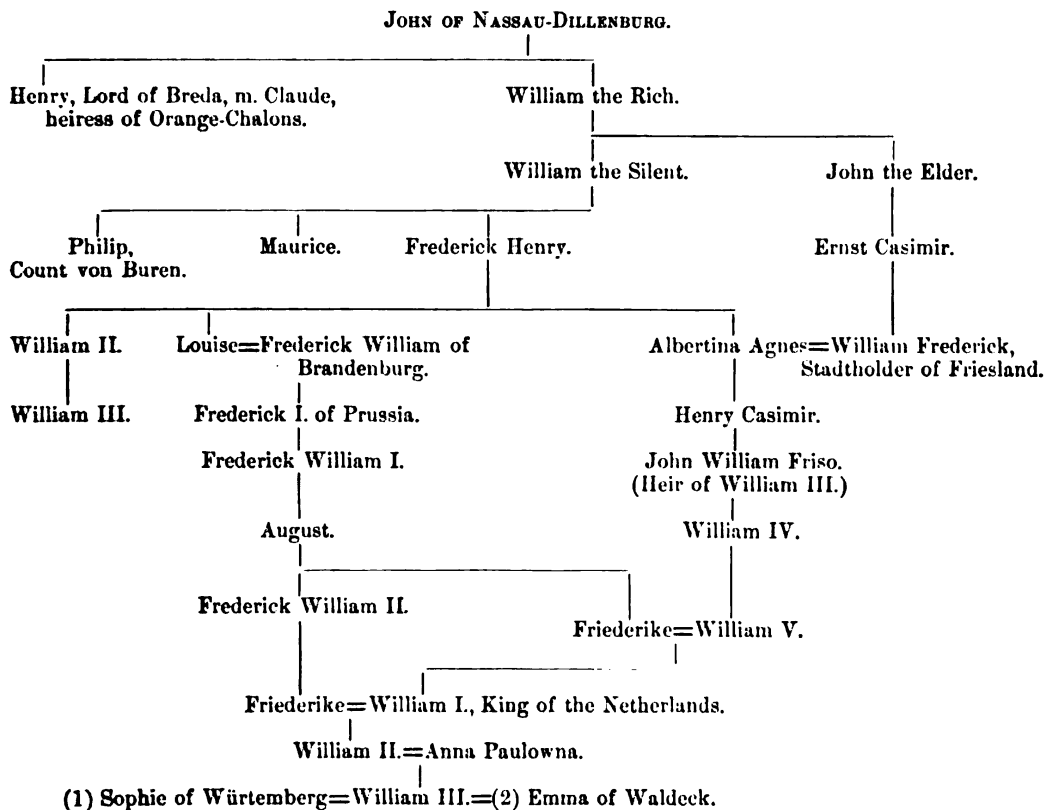 JOHN OF NASSAU-DILLENBURG.
Henry, Lord of Breda, m. Claude,
heiress of Orange-Chalons.
William the Rich.
William the Silent.
John the Elder.
Philip,
Count von Buren.
Maurice.
Frederick Henry.
Ernst Casimir.
William II.
Louise=Frederick William of
Brandenburg.
Albertina Agnes=William Frederick,
Stadtholder of Friesland.
William III.
Frederick I. of Prussia.
Henry Casimir.
Frederick William I.
John William Friso.
(Heir of William III.)
August.
William IV.
Frederick William II.
Friederike=William V.
Friederike=William I., King of the Netherlands.
William II.=Anna Paulowna.
(1) Sophie of Würtemberg=William III.=(2) Emma of Waldeck.